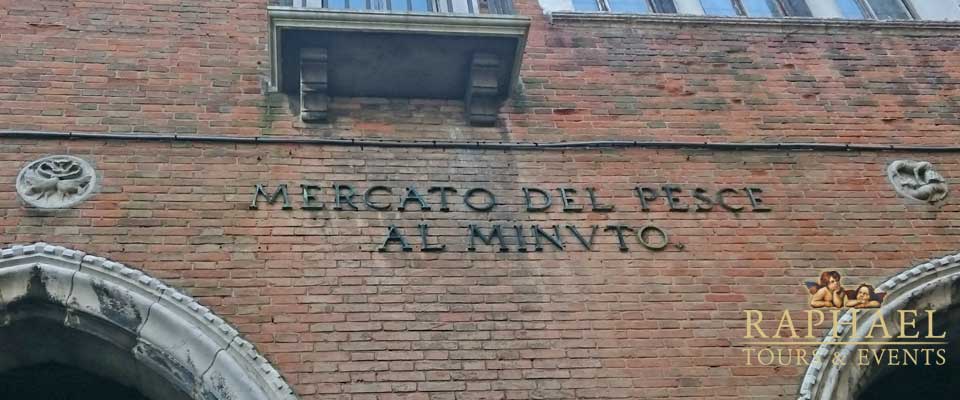 MERCATO DEL PESCE
AL MINVTO.
RAPHAEL
TOURS & EVENTS